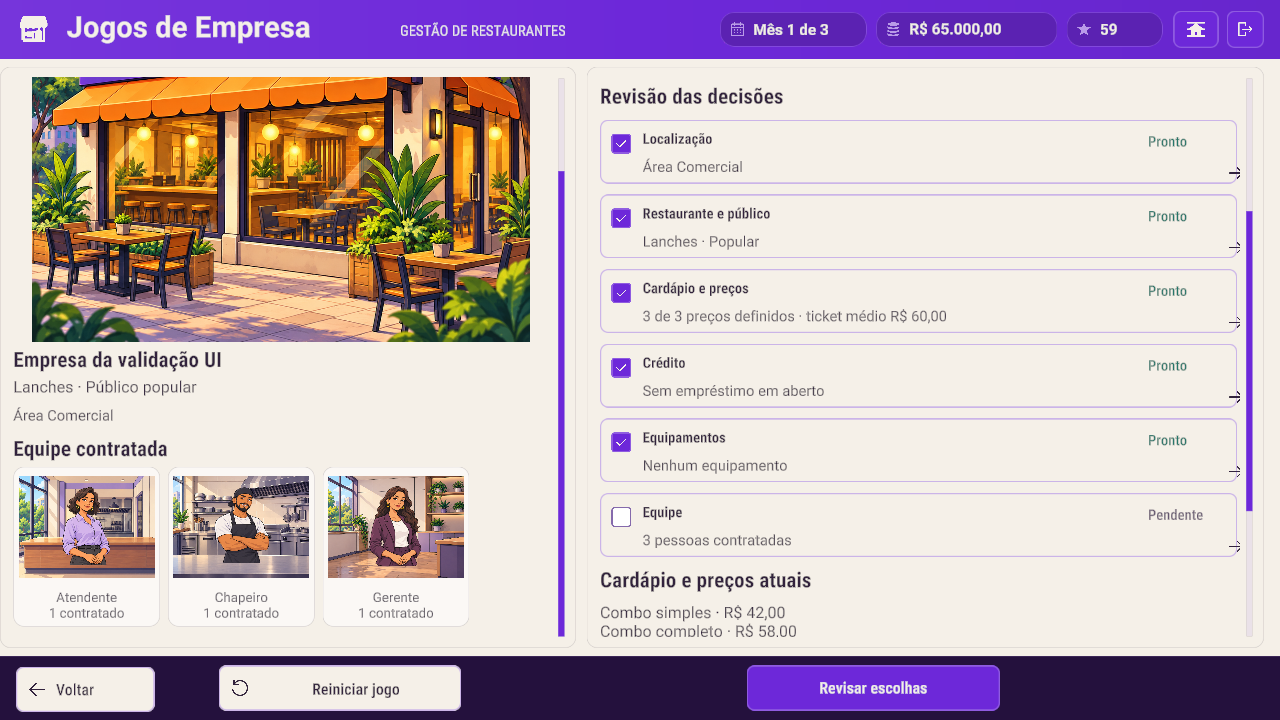 Jogos de Empresa
GESTÃO DE RESTAURANTES
Mês 1 de 3
R$ 65.000,00
59
Empresa da validação UI
Lanches · Público popular
Área Comercial
Equipe contratada
Atendente
1 contratado
Chapeiro
1 contratado
Gerente
1 contratado
Revisão das decisões
Localização
Pronto
Área Comercial
Restaurante e público
Pronto
Lanches · Popular
Cardápio e preços
Pronto
3 de 3 preços definidos · ticket médio R$ 60,00
Crédito
Pronto
Sem empréstimo em aberto
Equipamentos
Pronto
Nenhum equipamento
Equipe
Pendente
3 pessoas contratadas
Cardápio e preços atuais
Combo simples · R$ 42,00
Combo completo · R$ 58,00
Voltar
Reiniciar jogo
Revisar escolhas